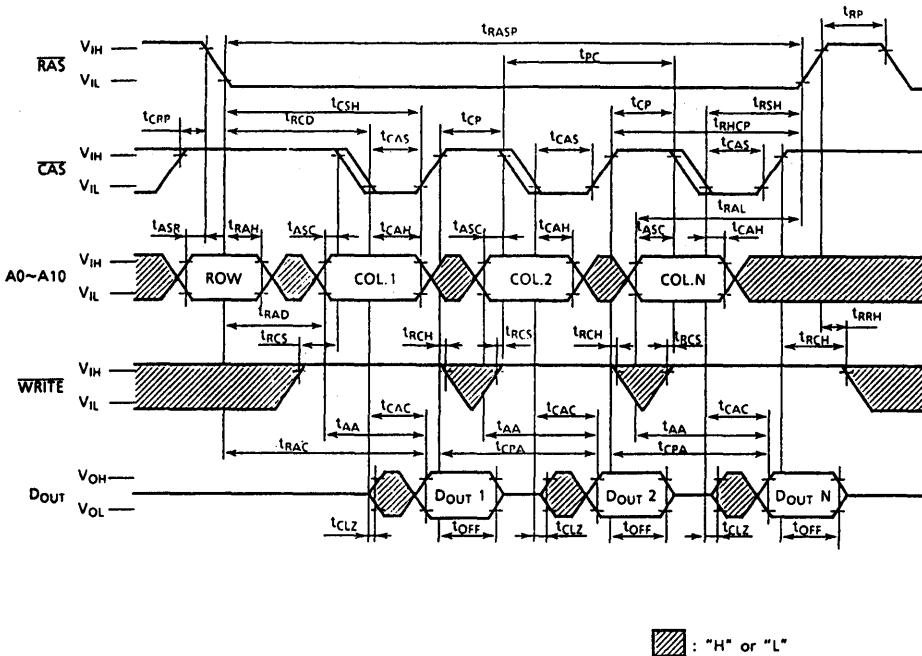 tRP
tRASP
VIH
RAS
VIL
tPC
tCSH
tRSH
tCRP
tRCD
tCP
tCP
tRHCP
tCAS
tCAS
tCAS
VIH
CAS
VIL
tRAL
tASR
tRAH
tASC
tCAH
tASC
tCAH
tASC
tCAH
VIH
A0~A10
ROW
COL.1
COL.2
COL.N
VIL
tRAD
tRRH
tRCS
tRCH
tRCS
tRCH
tRCS
tRCH
VIH
WRITE
VIL
tCAC
tCAC
tCAC
tAA
tAA
tAA
tRAC
tCPA
tCPA
VOH
DOUT
DOUT 1
DOUT 2
DOUT N
VOL
tCLZ
tOFF
tCLZ
tOFF
tCLZ
tOFF
: "H" or "L"